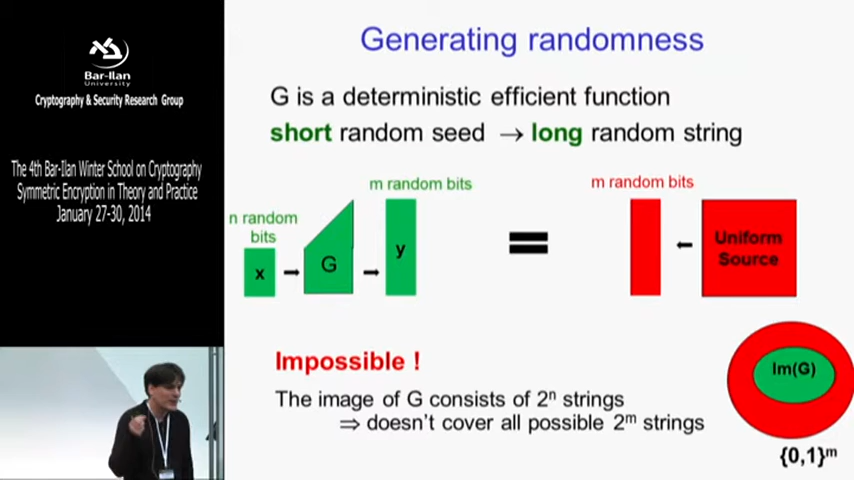 Bar-Ilan
University
Cryptography & Security Research Group
The 4th Bar-Ilan Winter School on Cryptography
Symmetric Encryption in Theory and Practice
January 27-30, 2014
Generating randomness
G is a deterministic efficient function
short random seed → long random string
n random
bits
x
G
m random bits
y
=
m random bits
Uniform
Source
Impossible !
The image of G consists of 2ⁿ strings
⇒ doesn't cover all possible 2ᵐ strings
Im(G)
{0,1}ᵐ